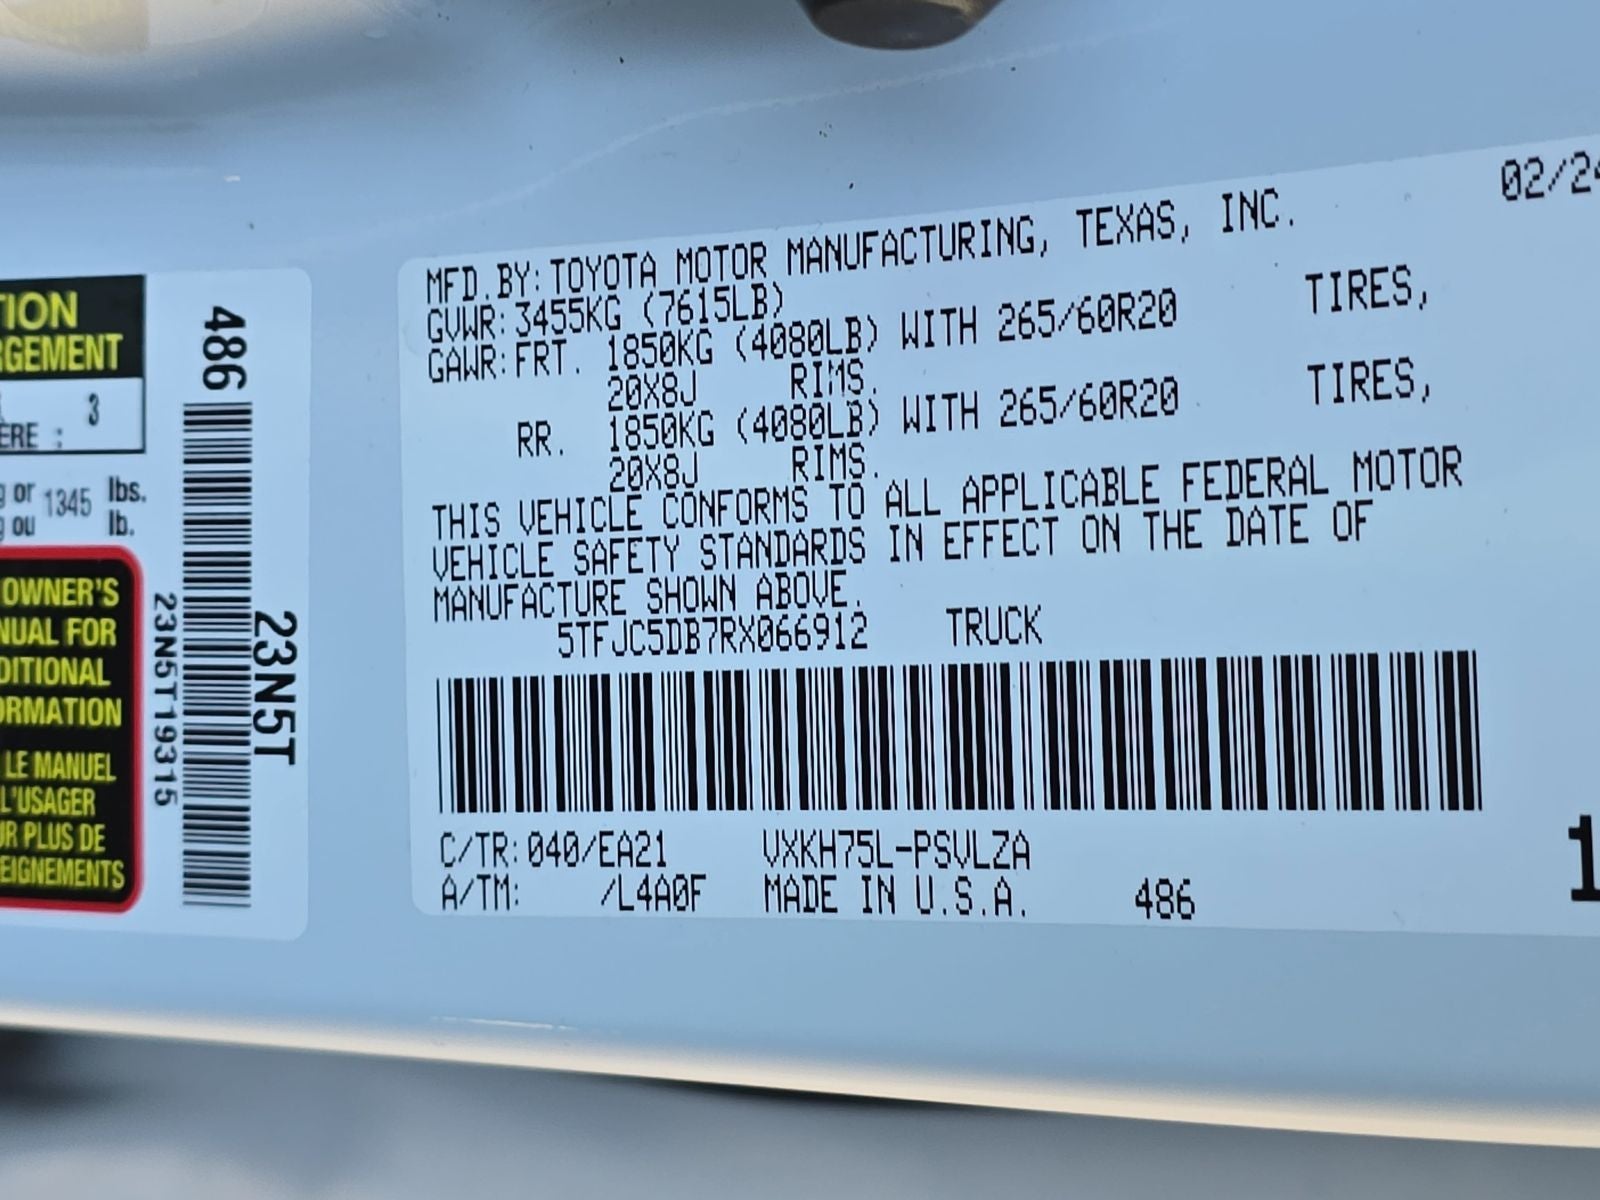 TION
RGEMENT
3
ERE :
g or 1345 lbs.
g ou lb.
OWNER'S
NUAL FOR
DITIONAL
ORMATION
LE MANUEL
L'USAGER
UR PLUS DE
EIGNEMENTS
486
23N5T
23N5T19315
02/24
MFD.BY:TOYOTA MOTOR MANUFACTURING, TEXAS, INC.
GVWR:3455KG (7615LB)
GAWR:FRT. 1850KG (4080LB) WITH 265/60R20 TIRES,
20X8J RIMS.
RR. 1850KG (4080LB) WITH 265/60R20 TIRES,
20X8J RIMS.
THIS VEHICLE CONFORMS TO ALL APPLICABLE FEDERAL MOTOR
VEHICLE SAFETY STANDARDS IN EFFECT ON THE DATE OF
MANUFACTURE SHOWN ABOVE.
5TFJC5DB7RX066912 TRUCK
C/TR:040/EA21 VXKH75L-PSVLZA
A/TM: /L4A0F MADE IN U.S.A. 486
1